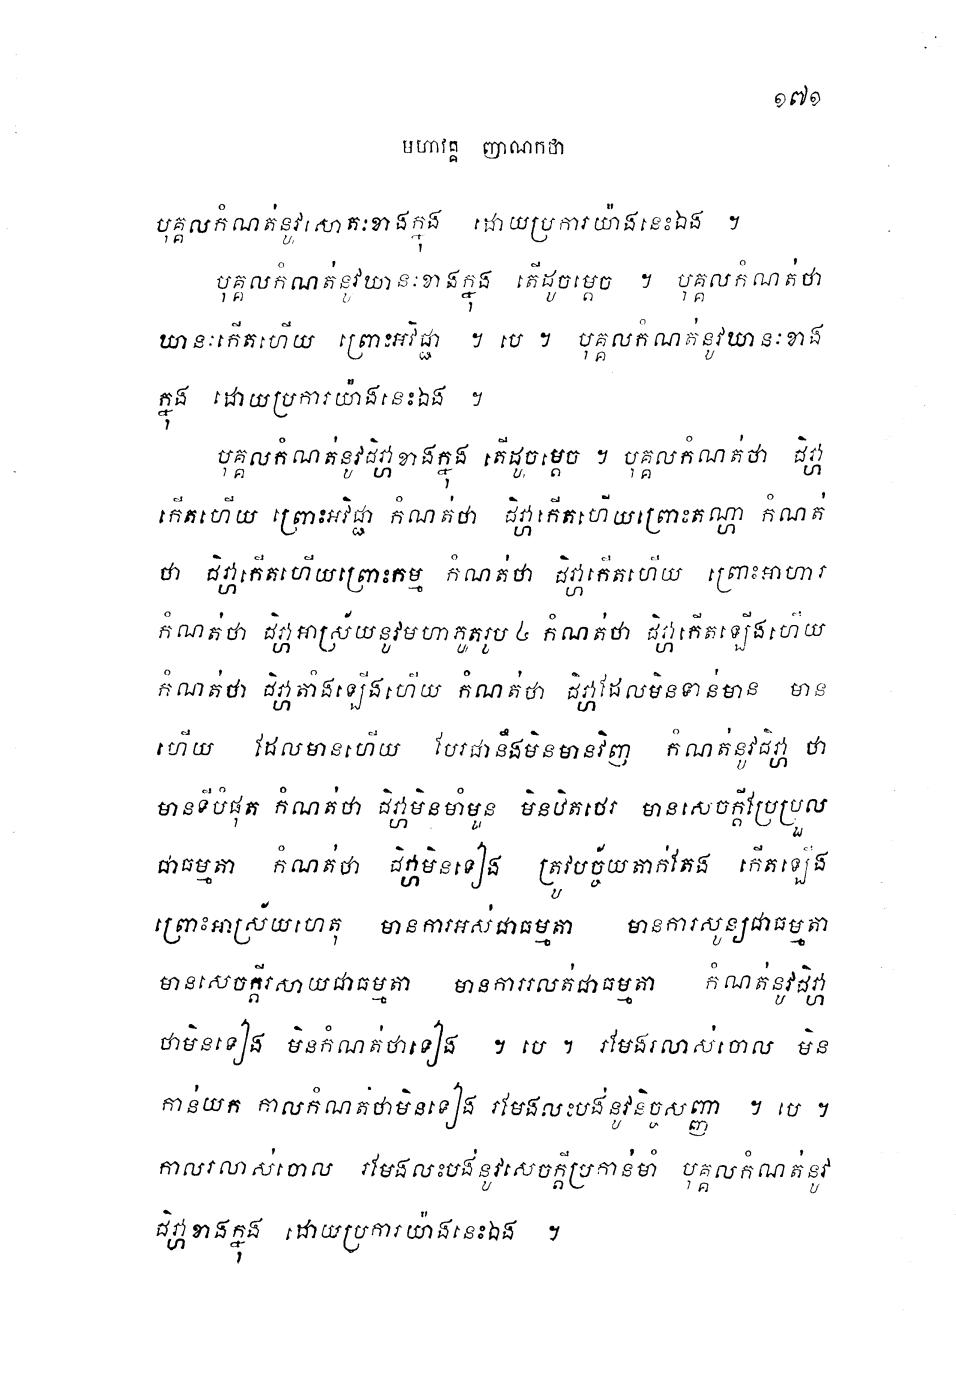 ១៧១
មហាវគ្គ ញាណកថា
បុគ្គលកំណត់នូវសោតៈខាងក្នុង ដោយប្រការយ៉ាងនេះឯង ។
បុគ្គលកំណត់នូវឃានៈខាងក្នុង តើដូចម្តេច ។ បុគ្គលកំណត់ថា
ឃានៈកើតហើយ ព្រោះអវិជ្ជា ។ បេ ។ បុគ្គលកំណត់នូវឃានៈខាង
ក្នុង ដោយប្រការយ៉ាងនេះឯង ។
បុគ្គលកំណត់នូវជិវ្ហាខាងក្នុង តើដូចម្តេច ។ បុគ្គលកំណត់ថា ជិវ្ហា
កើតហើយ ព្រោះអវិជ្ជា កំណត់ថា ជិវ្ហាកើតហើយព្រោះតណ្ហា កំណត់
ថា ជិវ្ហាកើតហើយព្រោះកម្ម កំណត់ថា ជិវ្ហាកើតហើយ ព្រោះអាហារ
កំណត់ថា ជិវ្ហាអាស្រ័យនូវមហាភូតរូប ៤ កំណត់ថា ជិវ្ហាកើតឡើងហើយ
កំណត់ថា ជិវ្ហាតាំងឡើងហើយ កំណត់ថា ជិវ្ហាដែលមិនទាន់មាន មាន
ហើយ ដែលមានហើយ បែរជានឹងមិនមានវិញ កំណត់នូវជិវ្ហា ថា
មានទីបំផុត កំណត់ថា ជិវ្ហាមិនមាំមួន មិនឋិតថេរ មានសេចក្តីប្រែប្រួល
ជាធម្មតា កំណត់ថា ជិវ្ហាមិនទៀង ត្រូវបច្ច័យតាក់តែង កើតឡើង
ព្រោះអាស្រ័យហេតុ មានការអស់ជាធម្មតា មានការសូន្យជាធម្មតា
មានសេចក្តីរសាយជាធម្មតា មានការរលត់ជាធម្មតា កំណត់នូវជិវ្ហា
ថាមិនទៀង មិនកំណត់ថាទៀង ។ បេ ។ រមែងរលាស់ចោល មិន
កាន់យក កាលកំណត់ថាមិនទៀង រមែងលះបង់នូវនិច្ចសញ្ញា ។ បេ ។
កាលរលាស់ចោល រមែងលះបង់នូវសេចក្តីប្រកាន់មាំ បុគ្គលកំណត់នូវ
ជិវ្ហាខាងក្នុង ដោយប្រការយ៉ាងនេះឯង ។